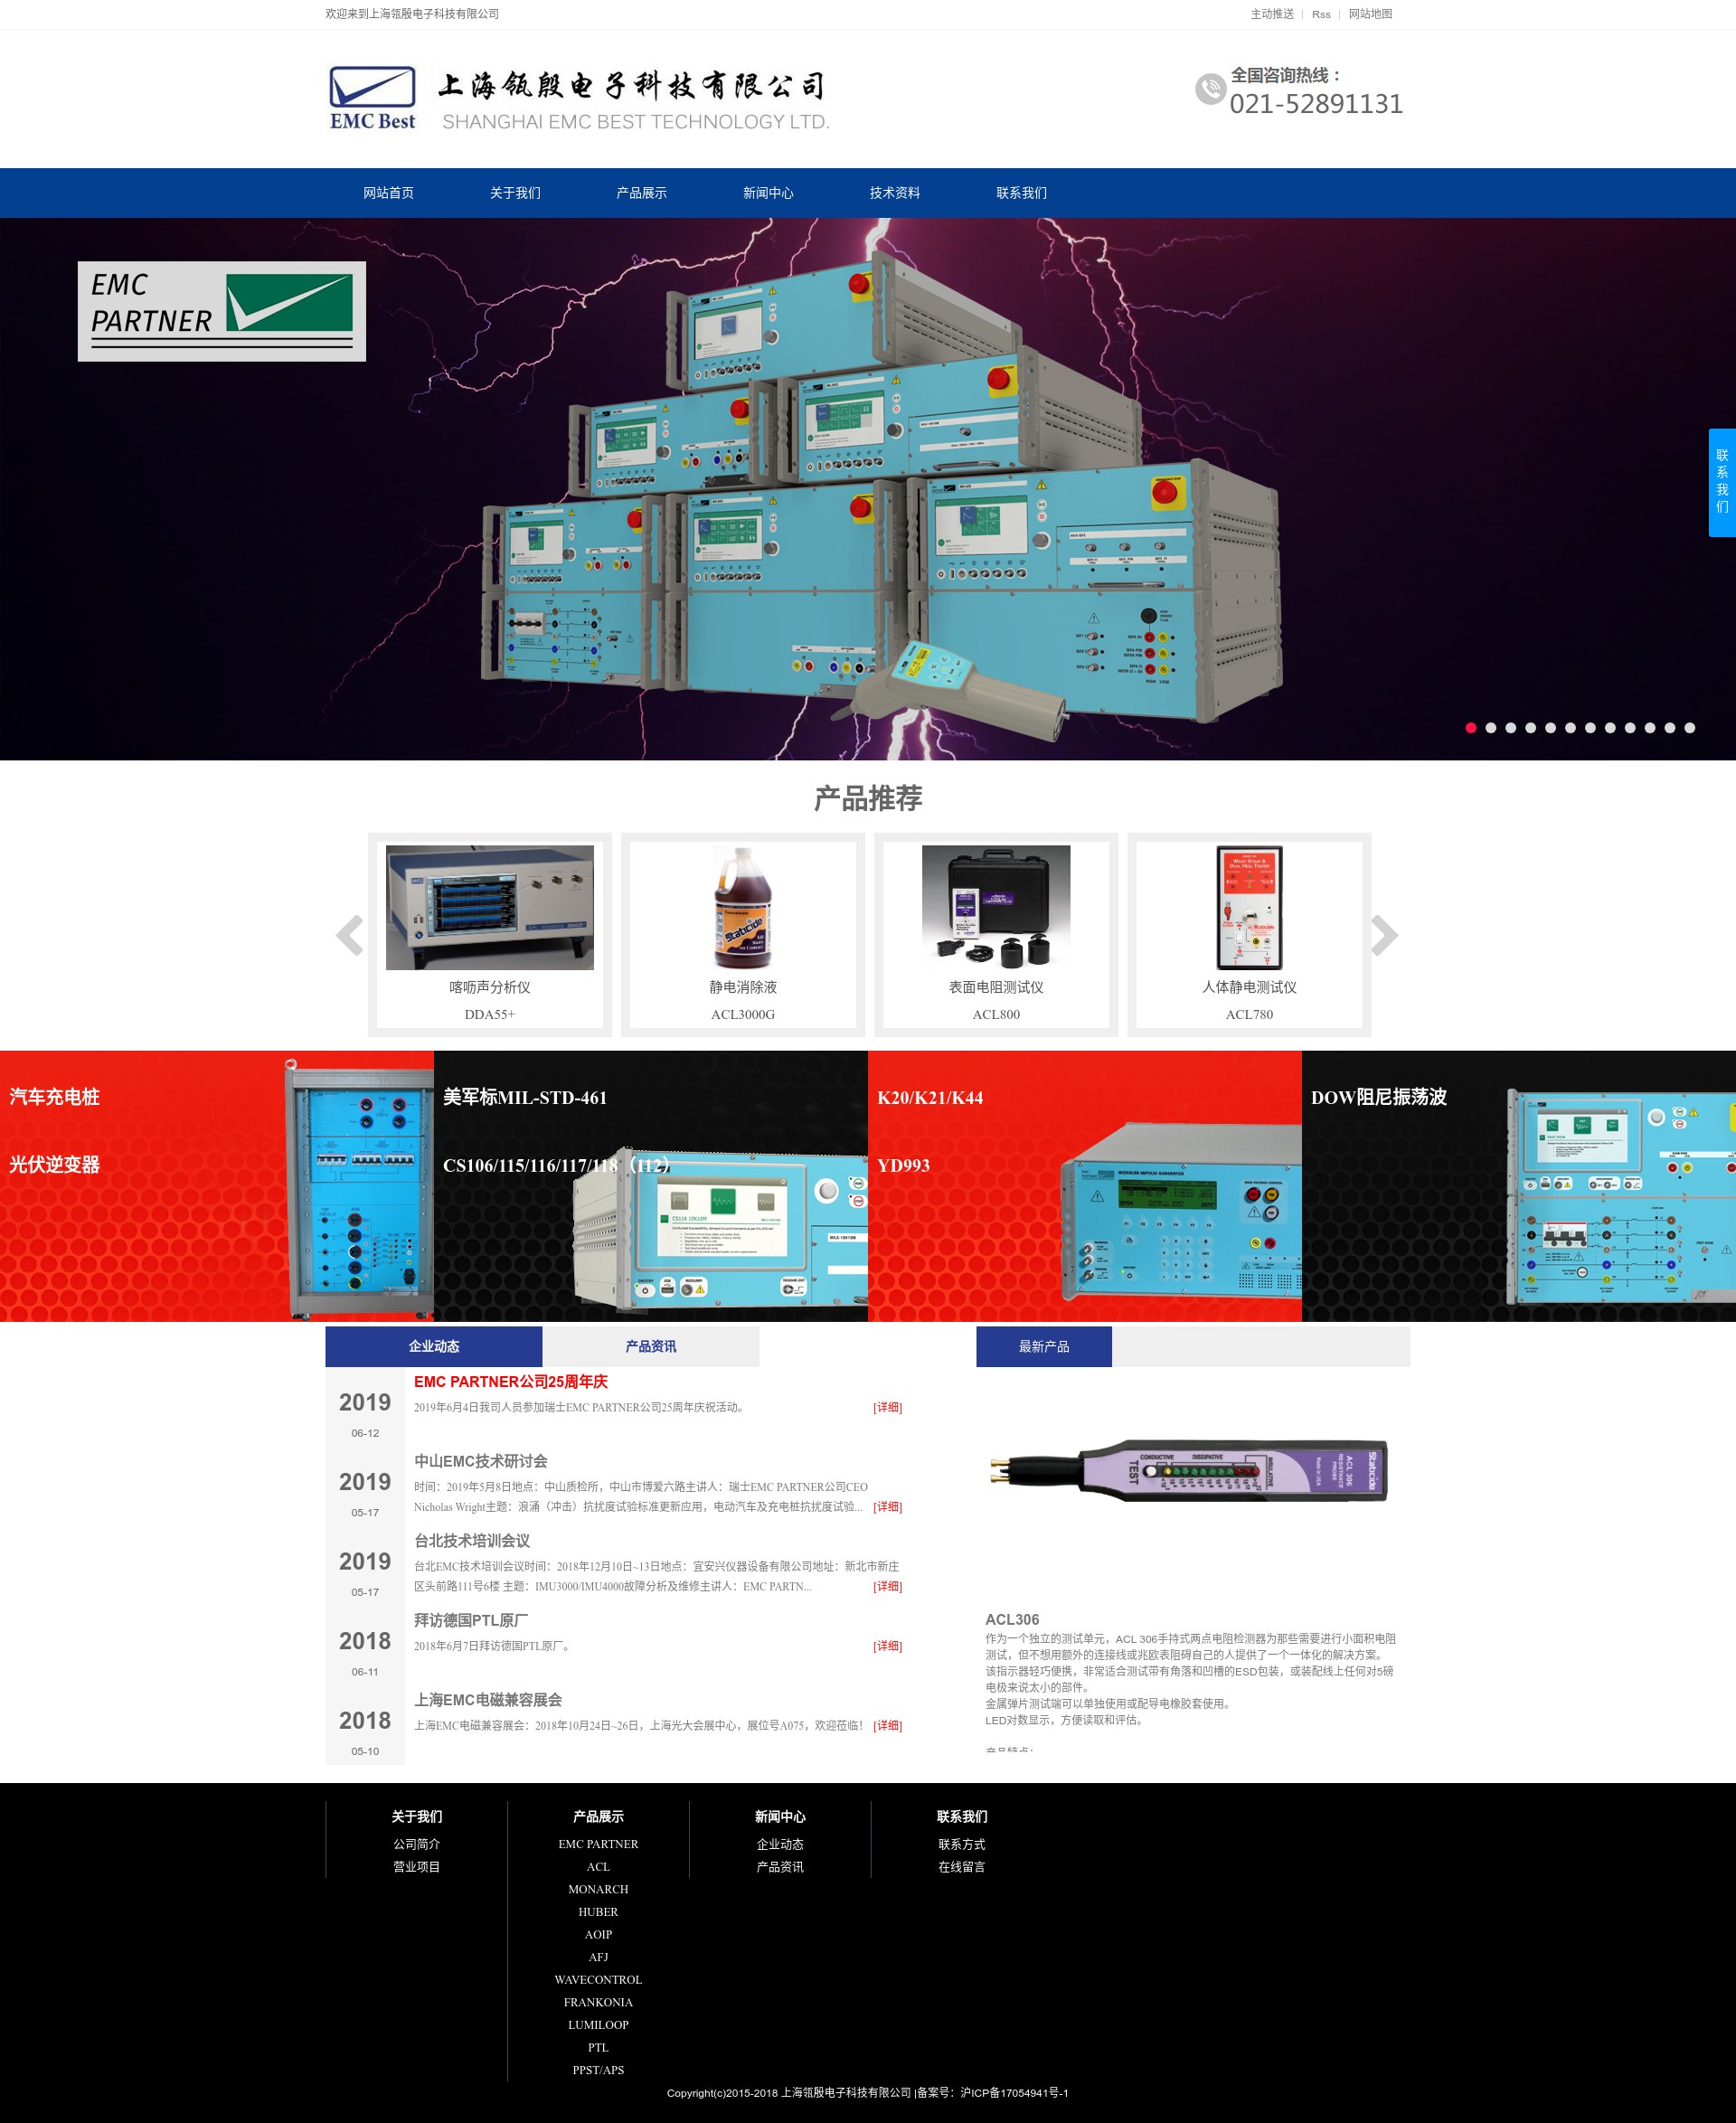 欢迎来到上海瓴殷电子科技有限公司
主动推送 | Rss | 网站地图
EMC Best
上海瓴殷电子科技有限公司
SHANGHAI EMC BEST TECHNOLOGY LTD.
全国咨询热线：
021-52891131
网站首页 关于我们 产品展示 新闻中心 技术资料 联系我们
EMC
PARTNER
联系我们
产品推荐
Staticide
喀呖声分析仪
DDA55+
静电消除液
ACL3000G
表面电阻测试仪
ACL800
人体静电测试仪
ACL780
汽车充电桩
光伏逆变器
美军标MIL-STD-461
CS106/115/116/117/118（112）
K20/K21/K44
YD993
DOW阻尼振荡波
企业动态 产品资讯
最新产品
2019
06-12
EMC PARTNER公司25周年庆
2019年6月4日我司人员参加瑞士EMC PARTNER公司25周年庆祝活动。 [详细]
2019
05-17
中山EMC技术研讨会
时间：2019年5月8日地点：中山质检所，中山市博爱六路主讲人：瑞士EMC PARTNER公司CEO
Nicholas Wright主题：浪涌（冲击）抗扰度试验标准更新应用，电动汽车及充电桩抗扰度试验... [详细]
2019
05-17
台北技术培训会议
台北EMC技术培训会议时间：2018年12月10日~13日地点：宜安兴仪器设备有限公司地址：新北市新庄
区头前路111号6楼 主题：IMU3000/IMU4000故障分析及维修主讲人：EMC PARTN... [详细]
2018
06-11
拜访德国PTL原厂
2018年6月7日拜访德国PTL原厂。 [详细]
2018
05-10
上海EMC电磁兼容展会
上海EMC电磁兼容展会：2018年10月24日~26日，上海光大会展中心，展位号A075，欢迎莅临！ [详细]
CONDUCTIVE DISSIPATIVE INSULATIVE
TEST
Staticide
ACL 306
RESISTANCE
PROBE
Made in USA
ACL306
作为一个独立的测试单元，ACL 306手持式两点电阻检测器为那些需要进行小面积电阻
测试，但不想用额外的连接线或兆欧表阻碍自己的人提供了一个一体化的解决方案。
该指示器轻巧便携，非常适合测试带有角落和凹槽的ESD包装，或装配线上任何对5磅
电极来说太小的部件。
金属弹片测试端可以单独使用或配导电橡胶套使用。
LED对数显示，方便读取和评估。
产品特点：
关于我们
公司简介
营业项目
产品展示
EMC PARTNER
ACL
MONARCH
HUBER
AOIP
AFJ
WAVECONTROL
FRANKONIA
LUMILOOP
PTL
PPST/APS
新闻中心
企业动态
产品资讯
联系我们
联系方式
在线留言
Copyright(c)2015-2018 上海瓴殷电子科技有限公司 |备案号：沪ICP备17054941号-1